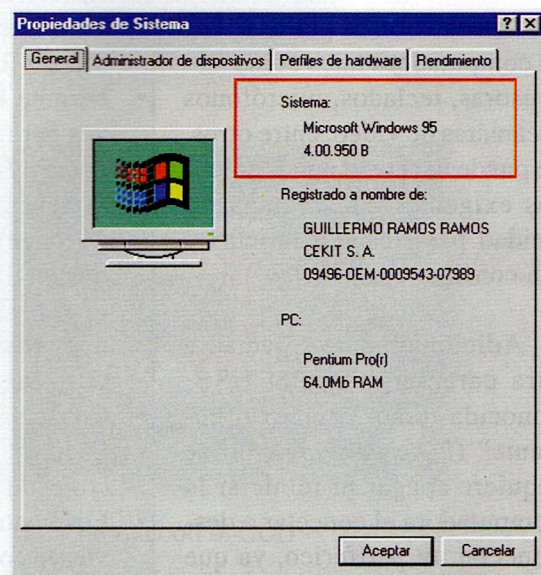 Propiedades de Sistema
General Administrador de dispositivos Perfiles de hardware Rendimiento
Sistema:
Microsoft Windows 95
4.00.950 B
Registrado a nombre de:
GUILLERMO RAMOS RAMOS
CEKIT S. A.
09496-OEM-0009543-07989
PC:
Pentium Pro(r)
64.0Mb RAM
Aceptar Cancelar